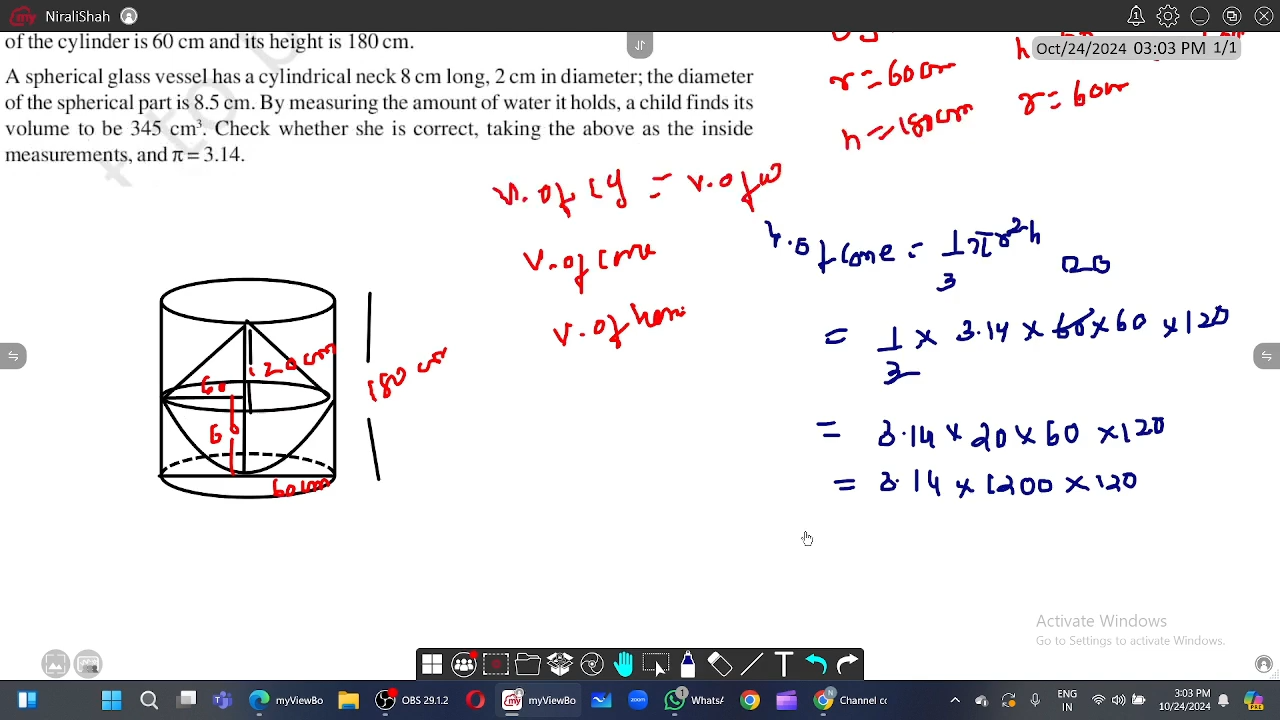 my NiraliShah
Oct/24/2024 03:03 PM 1/1
of the cylinder is 60 cm and its height is 180 cm.
A spherical glass vessel has a cylindrical neck 8 cm long, 2 cm in diameter; the diameter
of the spherical part is 8.5 cm. By measuring the amount of water it holds, a child finds its
volume to be 345 cm³. Check whether she is correct, taking the above as the inside
measurements, and π = 3.14.
r = 60 cm
h = 180 cm
r = 60m
V. of cy = V. of w
V. of cone
V. of hemi
120 cm
60
60
60 cm
180 cm
V. of cone = 1/3 πr²h
20
= 1/3 × 3.14 × 60 × 60 × 120
= 3.14 × 20 × 60 × 120
= 3.14 × 1200 × 120
Activate Windows
Go to Settings to activate Windows.
T
myViewBo
OBS 29.1.2
my myViewBo
zoom
1 WhatsA
N Channel cc
ENG
IN
3:03 PM
10/24/2024